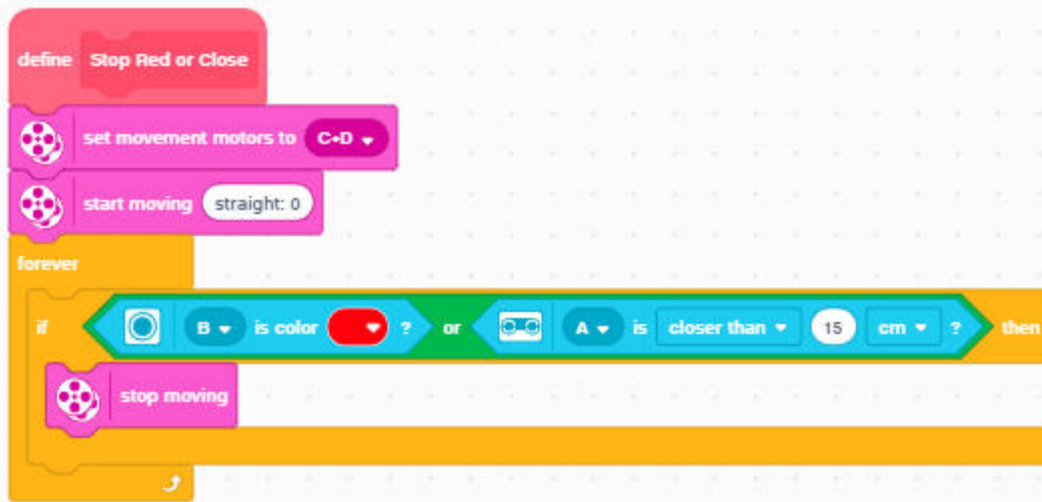 define Stop Red or Close
set movement motors to C+D
start moving straight: 0
forever
if B is color ? or A is closer than 15 cm ? then
stop moving